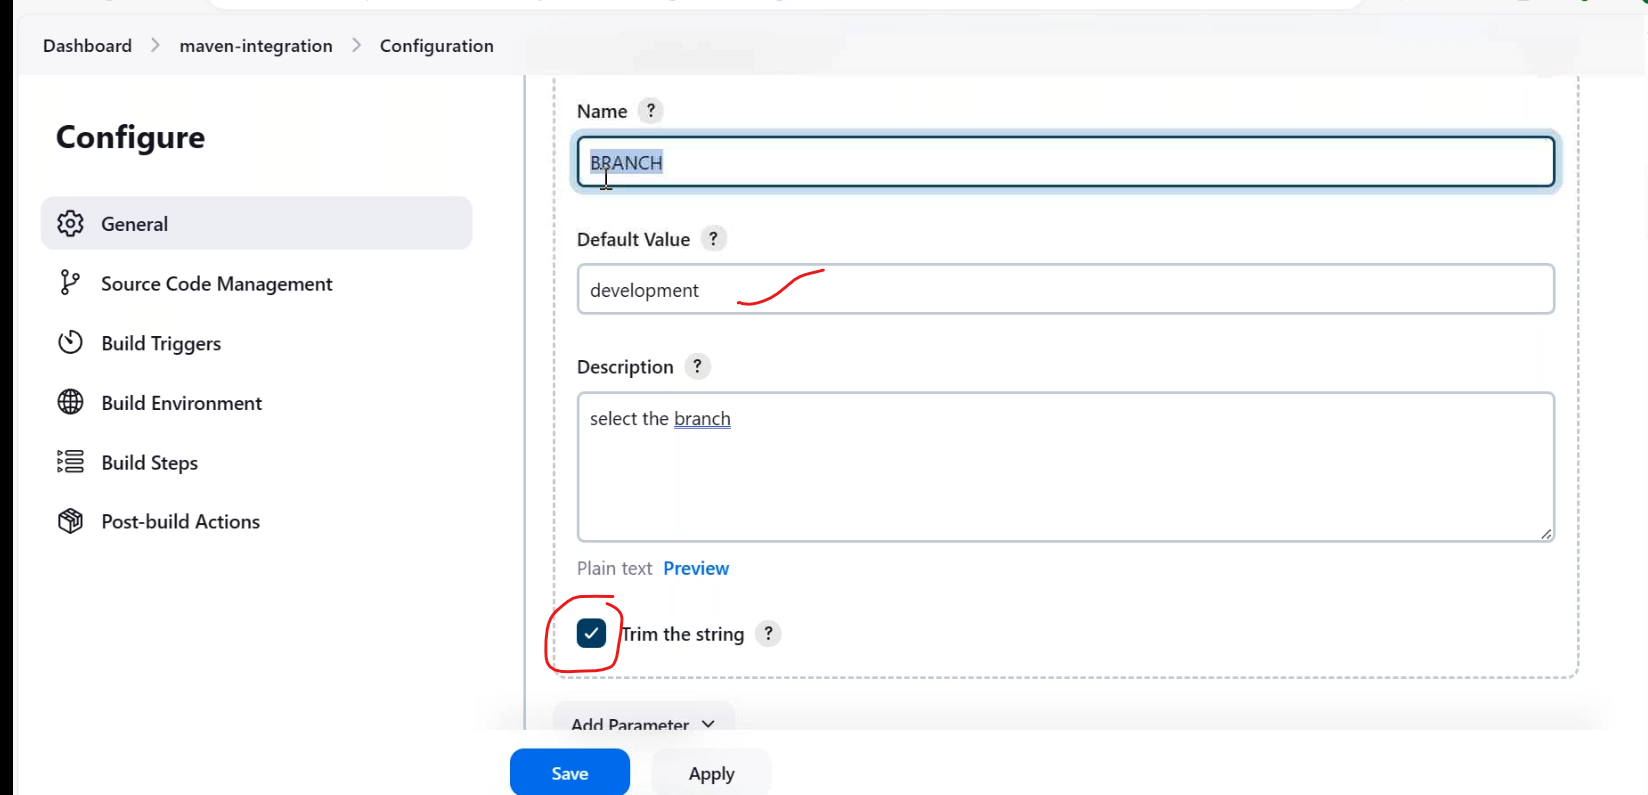 Dashboard > maven-integration > Configuration
Configure
General
Source Code Management
Build Triggers
Build Environment
Build Steps
Post-build Actions
Name ?
BRANCH
Default Value ?
development
Description ?
select the branch
Plain text Preview
Trim the string ?
Add Parameter
Save Apply